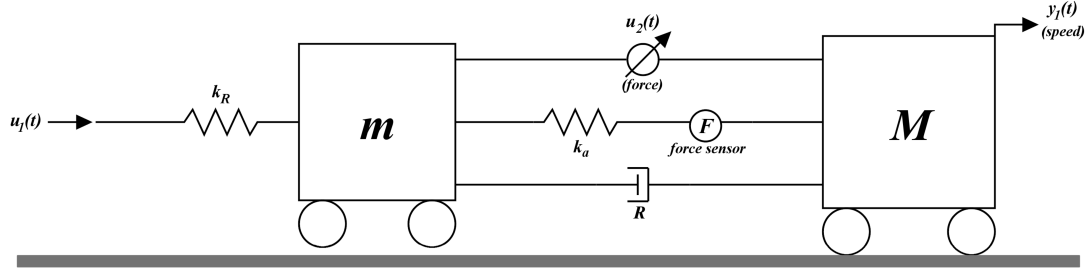 u₁(t)
k_R
m
u₂(t)
(force)
k_a
F
force sensor
R
M
y₁(t)
(speed)